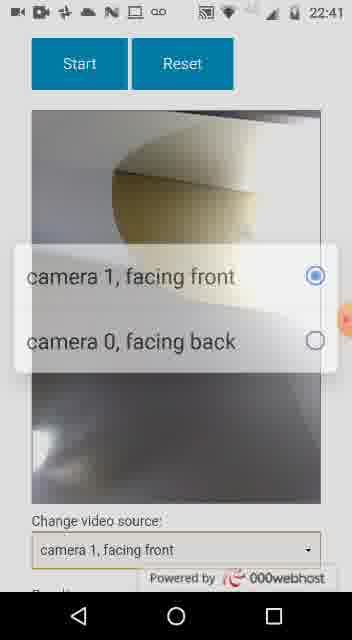 22:41
Start
Reset
camera 1, facing front
camera 0, facing back
Change video source:
camera 1, facing front
Powered by 000webhost